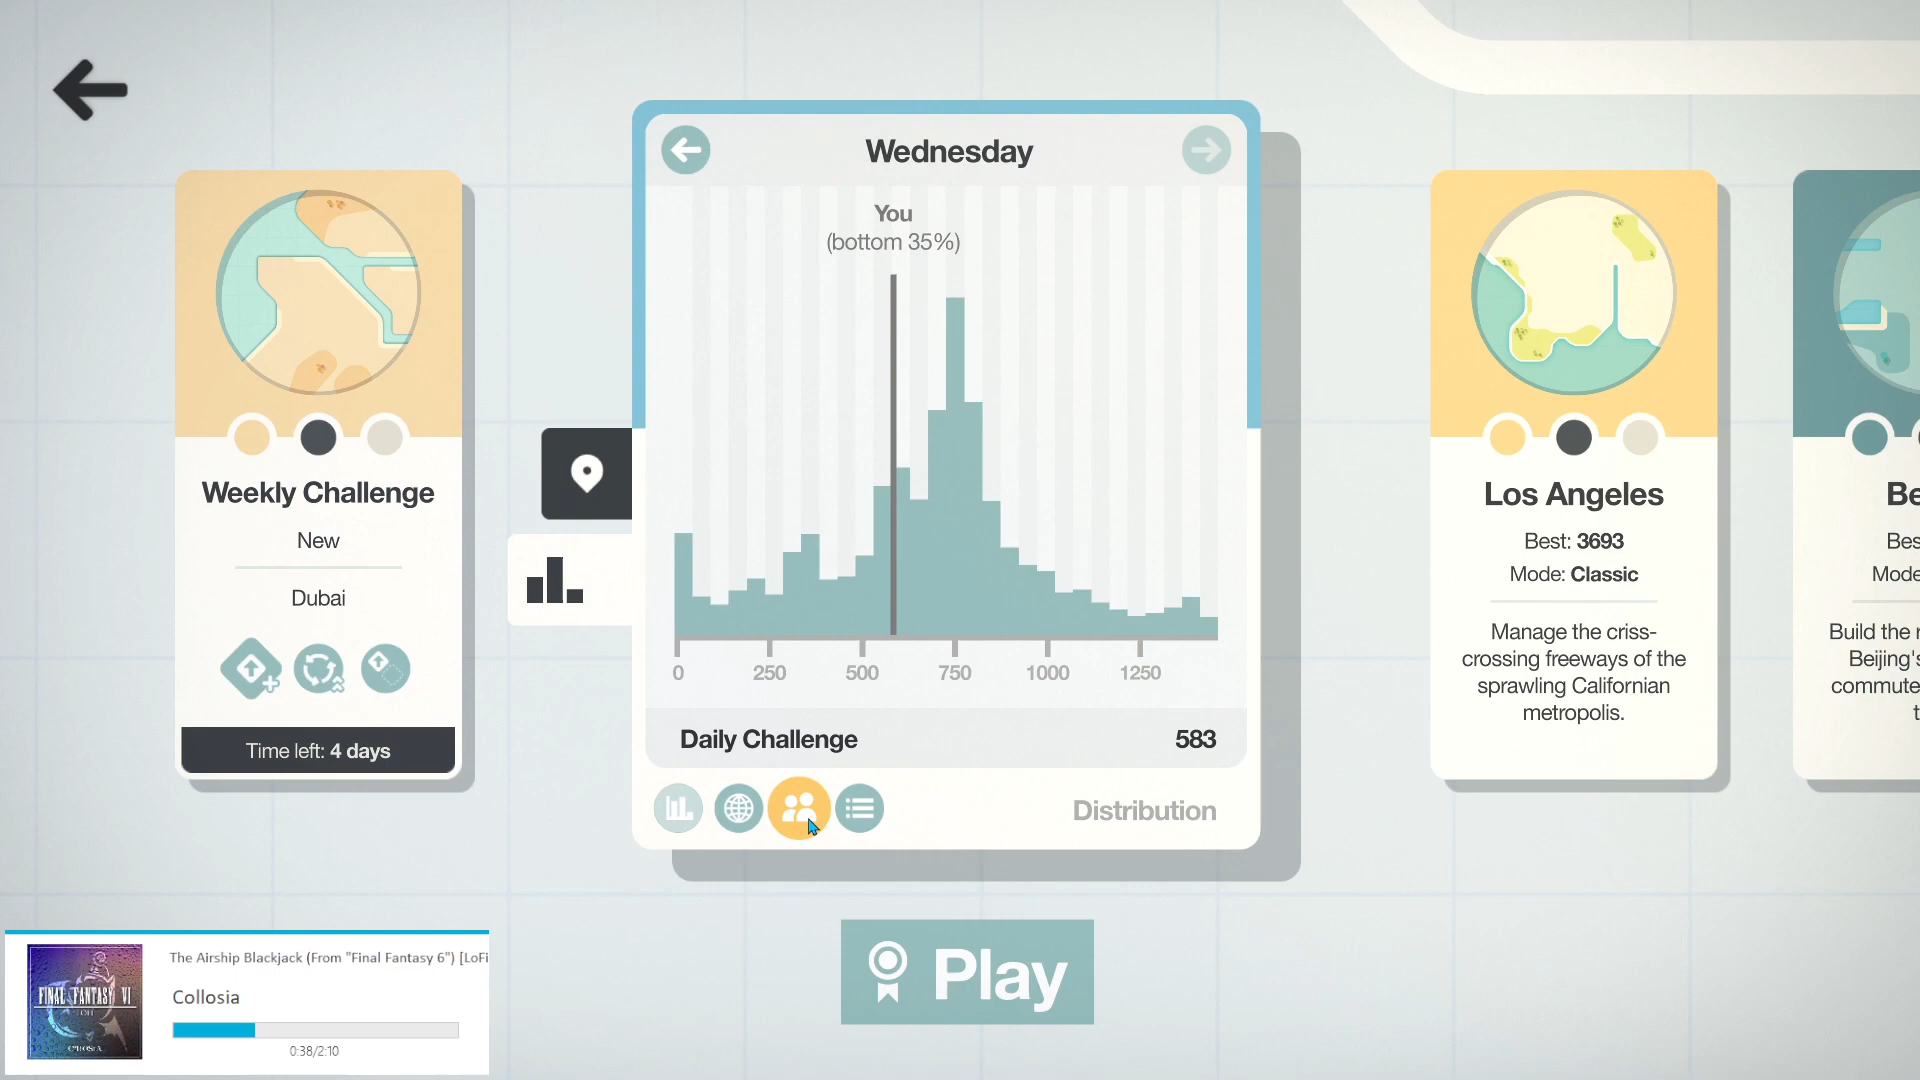 Wednesday
You
(bottom 35%)
0 250 500 750 1000 1250
Daily Challenge 583
Distribution
Play
Weekly Challenge
New
Dubai
Time left: 4 days
Los Angeles
Best: 3693
Mode: Classic
Manage the criss-
crossing freeways of the
sprawling Californian
metropolis.
Be
Bes
Mode
Build the r
Beijing's
commute
t
The Airship Blackjack (From "Final Fantasy 6") [LoFi
Collosia
0:38/2:10
FINAL FANTASY VI